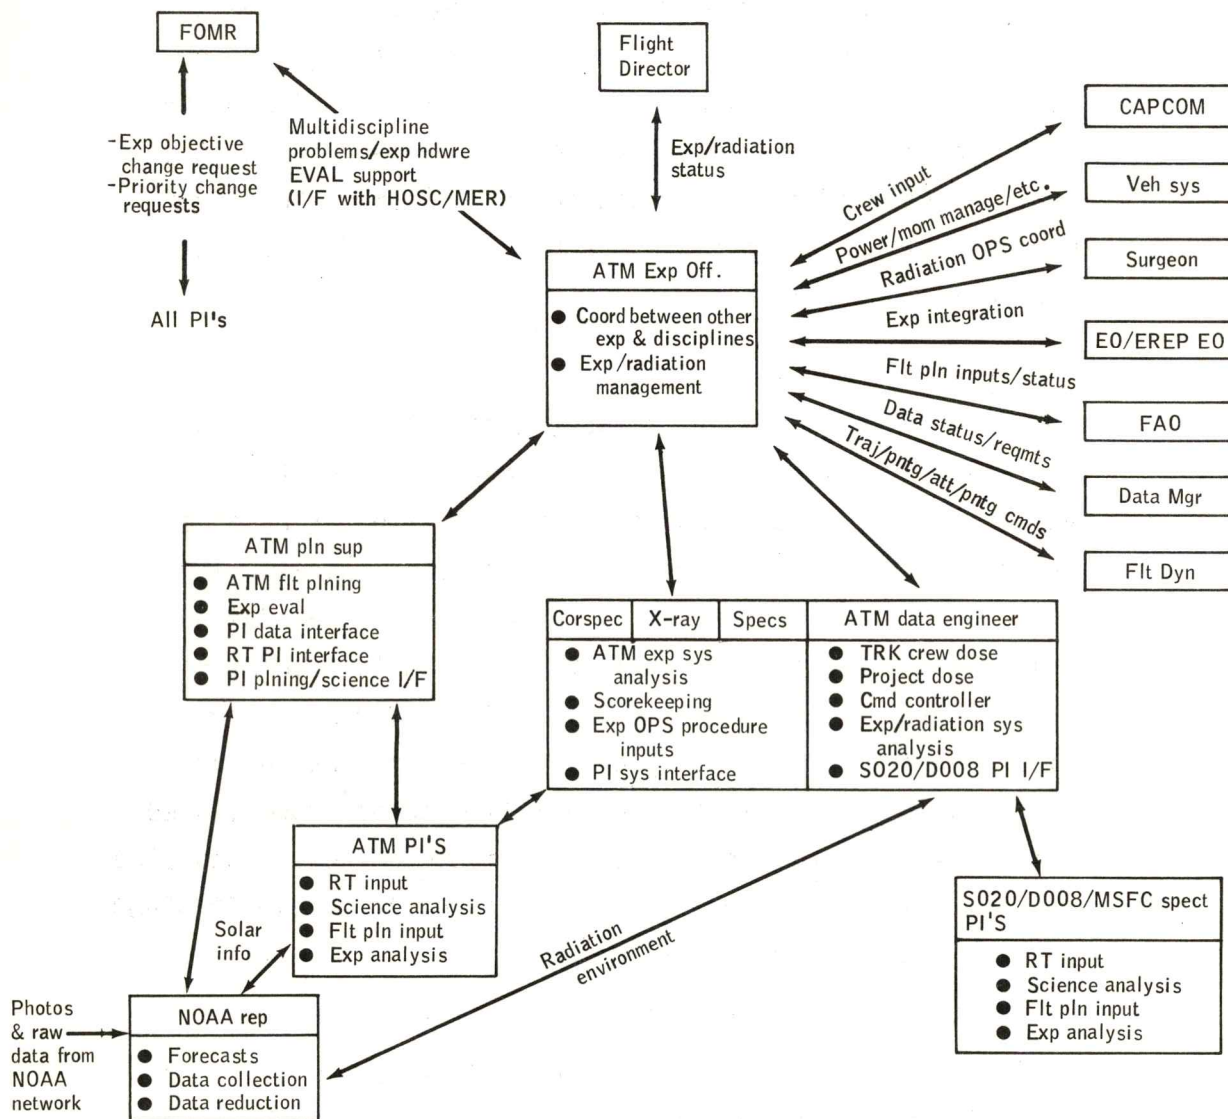 FOMR
Flight
Director
-Exp objective
change request
-Priority change
requests
Multidiscipline
problems/exp hdwre
EVAL support
(I/F with HOSC/MER)
Exp/radiation
status
All PI's
CAPCOM
Veh sys
Surgeon
EO/EREP EO
FAO
Data Mgr
Flt Dyn
Crew input
Power/mom manage/etc.
Radiation OPS coord
Exp integration
Flt pln inputs/status
Data status/reqmts
Traj/pntg/att/pntg cmds
ATM Exp Off.
● Coord between other
exp & disciplines
● Exp/radiation
management
ATM pln sup
● ATM flt plning
● Exp eval
● PI data interface
● RT PI interface
● PI plning/science I/F
Corspec X-ray Specs
● ATM exp sys
analysis
● Scorekeeping
● Exp OPS procedure
inputs
● PI sys interface
ATM data engineer
● TRK crew dose
● Project dose
● Cmd controller
● Exp/radiation sys
analysis
● S020/D008 PI I/F
ATM PI'S
● RT input
● Science analysis
● Flt pln input
● Exp analysis
Solar
info
Radiation
environment
S020/D008/MSFC spect
PI'S
● RT input
● Science analysis
● Flt pln input
● Exp analysis
Photos
& raw
data from
NOAA
network
NOAA rep
● Forecasts
● Data collection
● Data reduction